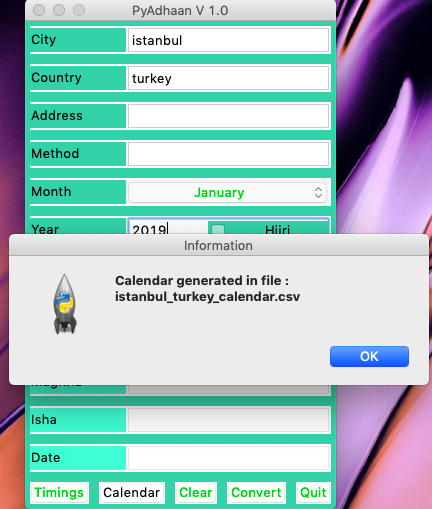 PyAdhaan V 1.0
City istanbul
Country turkey
Address
Method
Month January
Year 2019 Hijri
Information
Calendar generated in file :
istanbul_turkey_calendar.csv
OK
Maghrib
Isha
Date
Timings Calendar Clear Convert Quit